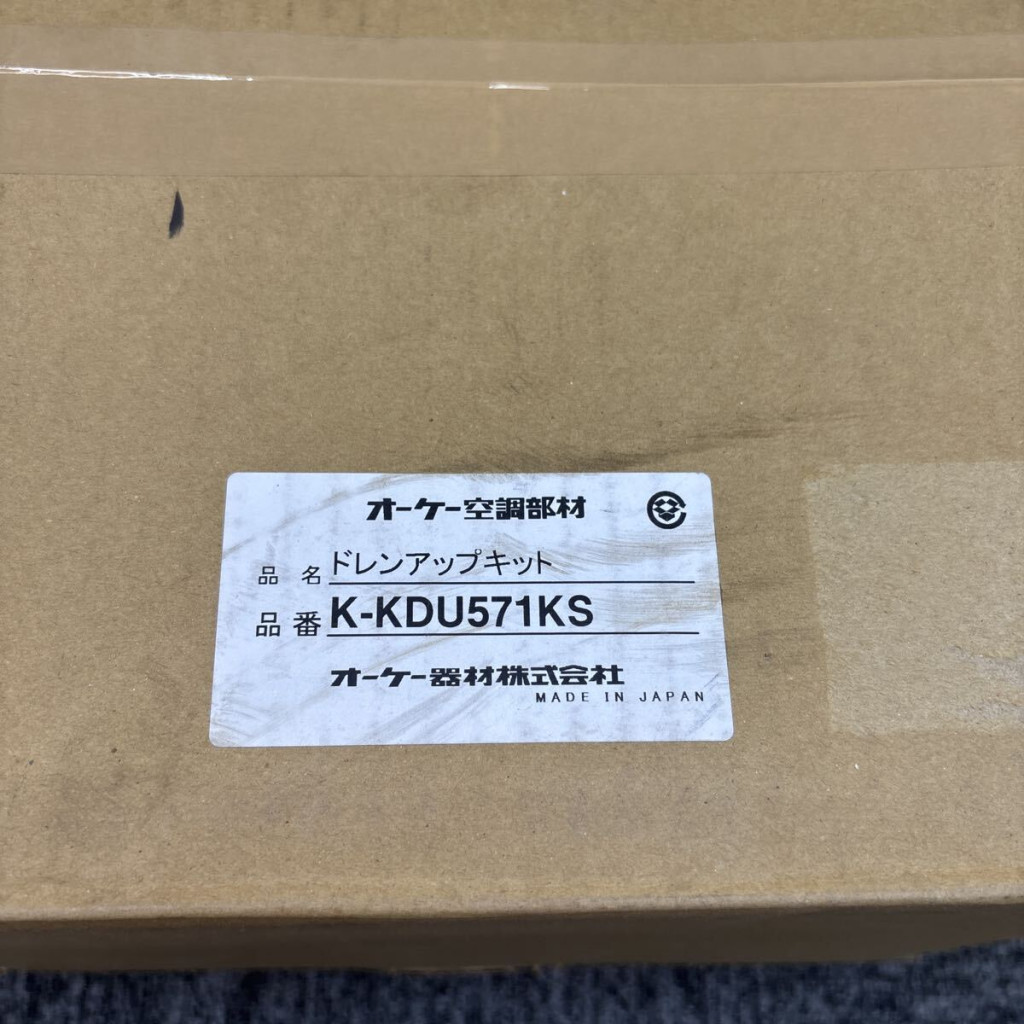 オーケー空調部材
品名 ドレンアップキット
品番 K-KDU571KS
オーケー器材株式会社
MADE IN JAPAN